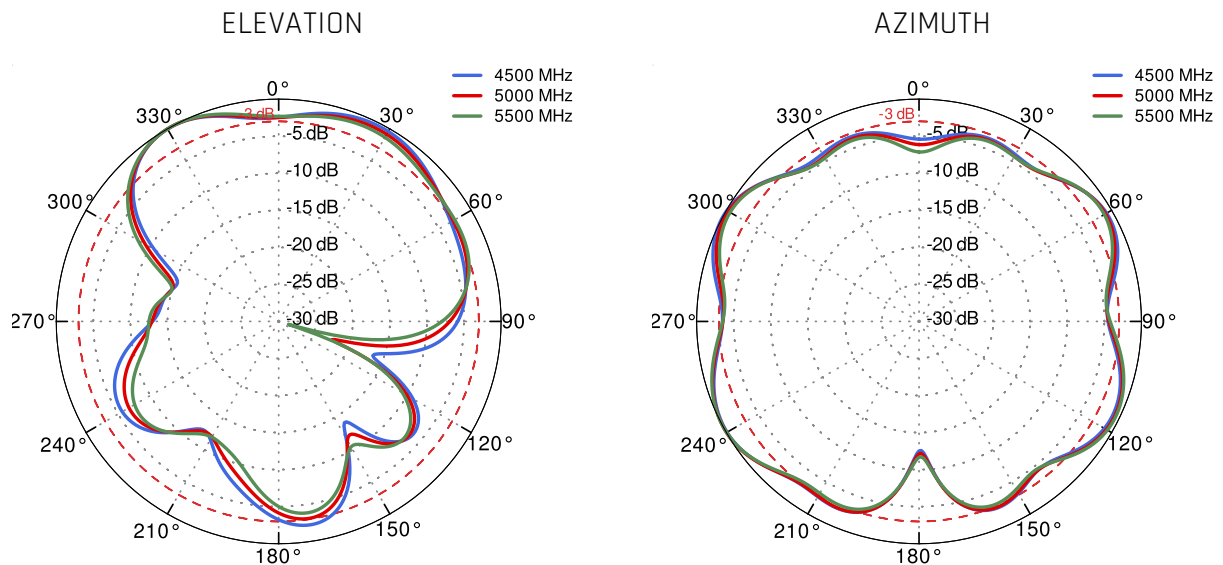 ELEVATION
4500 MHz
5000 MHz
5500 MHz
0°
30°
60°
90°
120°
150°
180°
210°
240°
270°
300°
330°
-3 dB
-5 dB
-10 dB
-15 dB
-20 dB
-25 dB
-30 dB
AZIMUTH
4500 MHz
5000 MHz
5500 MHz
0°
30°
60°
90°
120°
150°
180°
210°
240°
270°
300°
330°
-3 dB
-5 dB
-10 dB
-15 dB
-20 dB
-25 dB
-30 dB